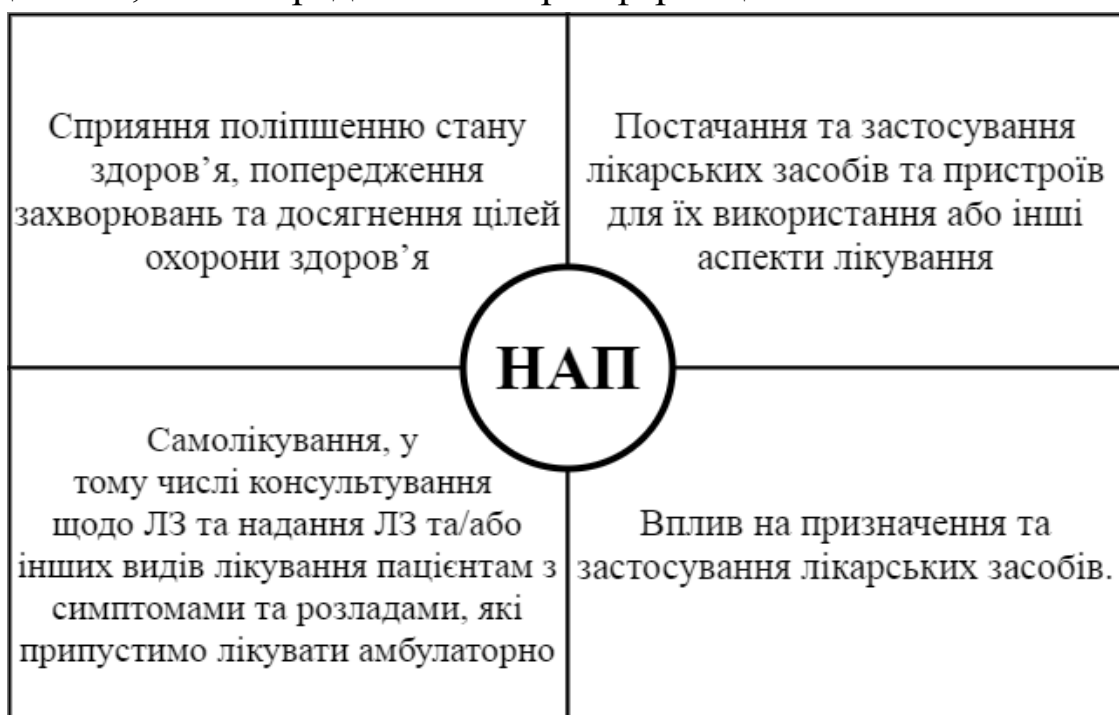 Сприяння поліпшенню стану
здоров’я, попередження
захворювань та досягнення цілей
охорони здоров’я
Постачання та застосування
лікарських засобів та пристроїв
для їх використання або інші
аспекти лікування
НАП
Самолікування, у
тому числі консультування
щодо ЛЗ та надання ЛЗ та/або
інших видів лікування пацієнтам з
симптомами та розладами, які
припустимо лікувати амбулаторно
Вплив на призначення та
застосування лікарських засобів.